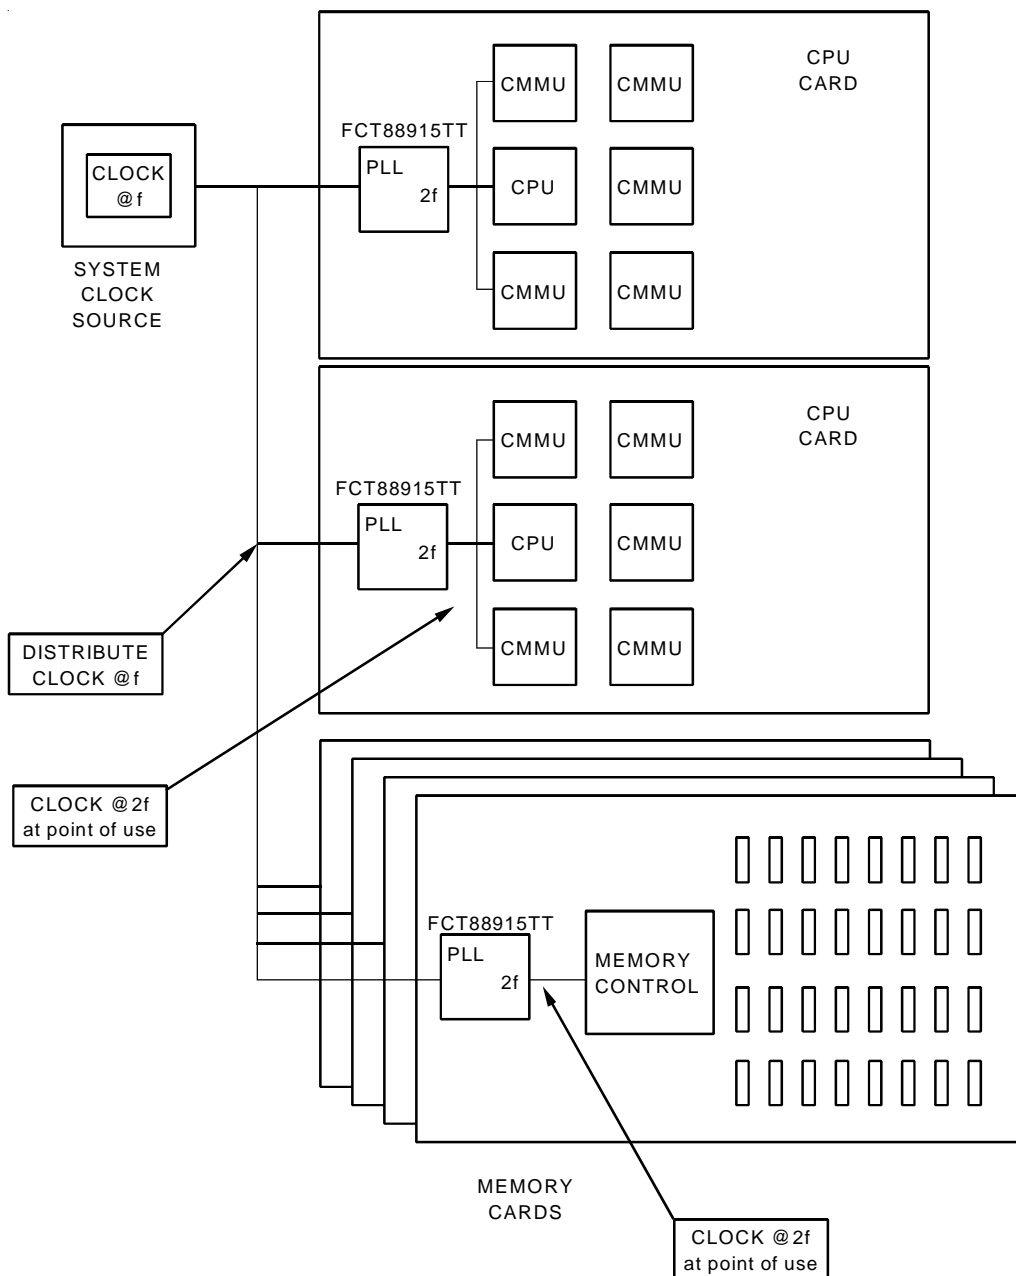 CPU
CARD
CMMU
CMMU
FCT88915TT
CLOCK
@f
PLL
2f
CPU
CMMU
SYSTEM
CLOCK
SOURCE
CMMU
CMMU
CPU
CARD
CMMU
CMMU
FCT88915TT
PLL
2f
CPU
CMMU
DISTRIBUTE
CLOCK @f
CMMU
CMMU
CLOCK @2f
at point of use
FCT88915TT
PLL
2f
MEMORY
CONTROL
MEMORY
CARDS
CLOCK @2f
at point of use